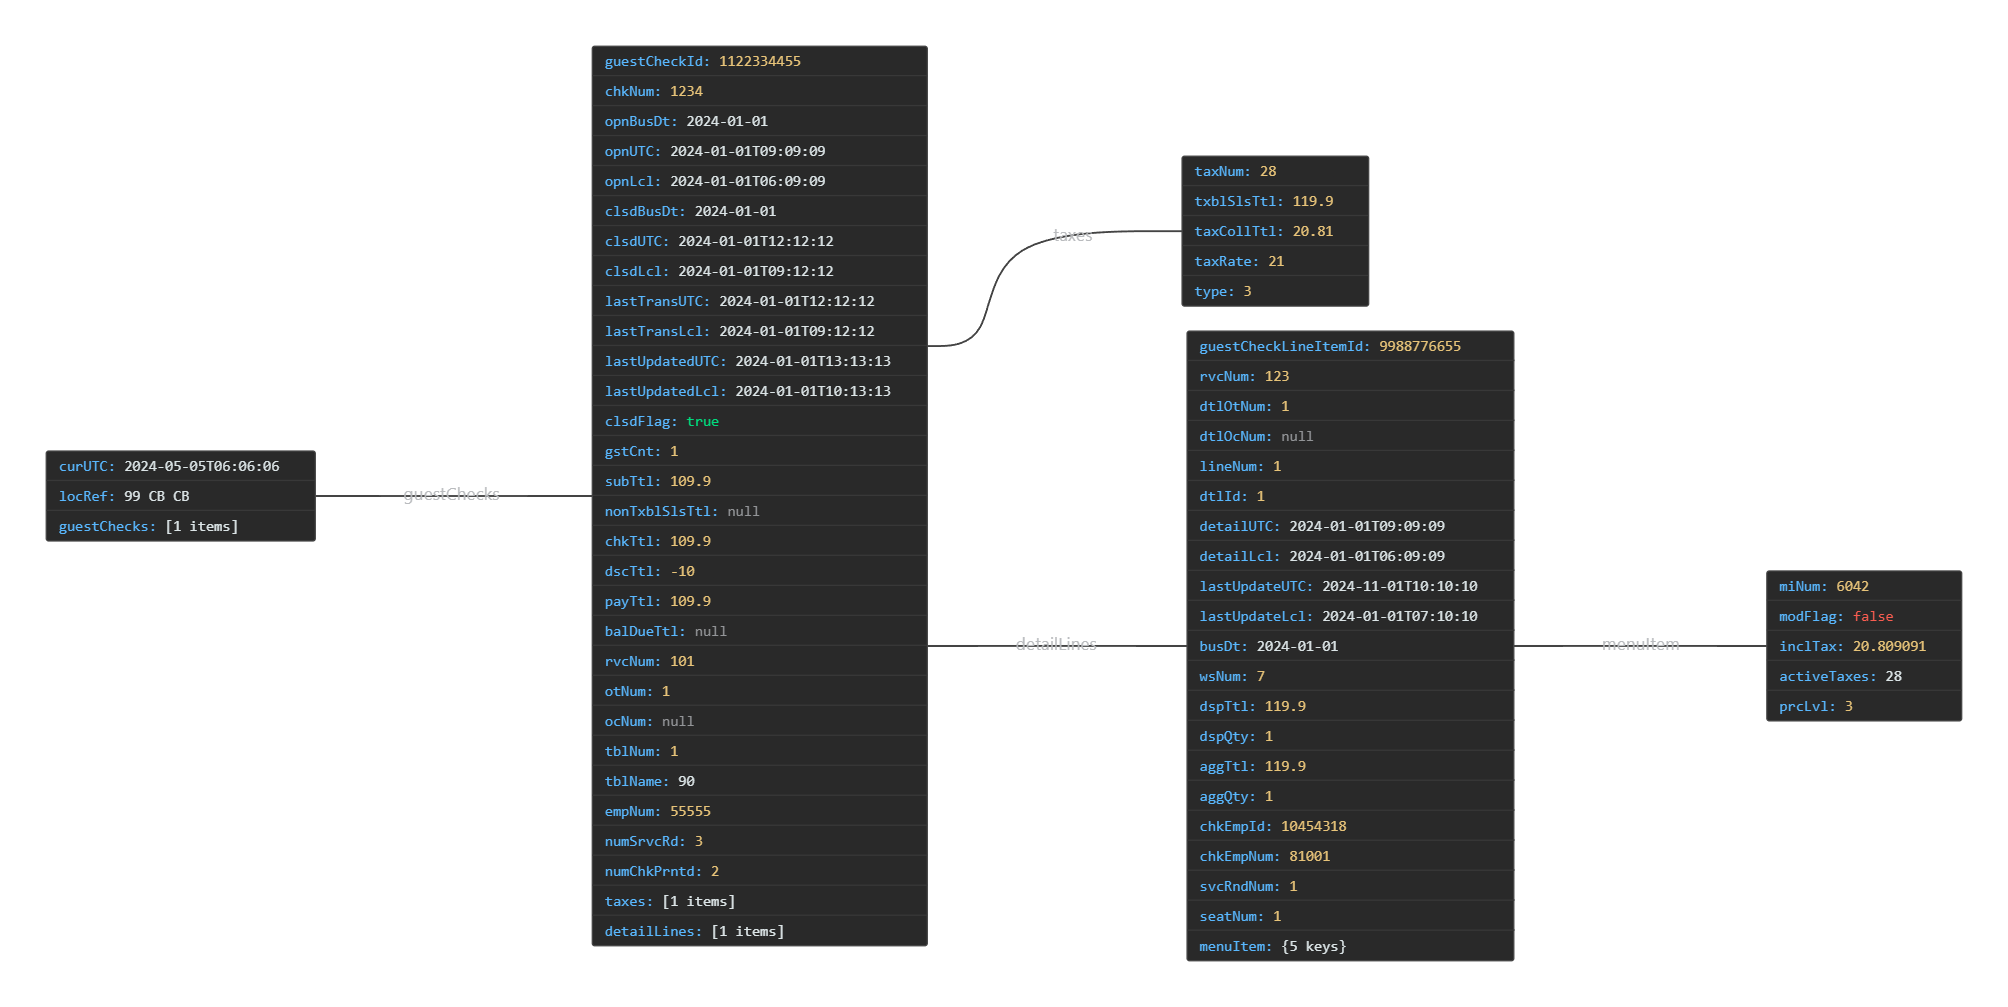 curUTC: 2024-05-05T06:06:06
locRef: 99 CB CB
guestChecks: [1 items]
guestChecks
guestCheckId: 1122334455
chkNum: 1234
opnBusDt: 2024-01-01
opnUTC: 2024-01-01T09:09:09
opnLcl: 2024-01-01T06:09:09
clsdBusDt: 2024-01-01
clsdUTC: 2024-01-01T12:12:12
clsdLcl: 2024-01-01T09:12:12
lastTransUTC: 2024-01-01T12:12:12
lastTransLcl: 2024-01-01T09:12:12
lastUpdatedUTC: 2024-01-01T13:13:13
lastUpdatedLcl: 2024-01-01T10:13:13
clsdFlag: true
gstCnt: 1
subTtl: 109.9
nonTxblSlsTtl: null
chkTtl: 109.9
dscTtl: -10
payTtl: 109.9
balDueTtl: null
rvcNum: 101
otNum: 1
ocNum: null
tblNum: 1
tblName: 90
empNum: 55555
numSrvcRd: 3
numChkPrntd: 2
taxes: [1 items]
detailLines: [1 items]
taxes
taxNum: 28
txblSlsTtl: 119.9
taxCollTtl: 20.81
taxRate: 21
type: 3
detailLines
guestCheckLineItemId: 9988776655
rvcNum: 123
dtlOtNum: 1
dtlOcNum: null
lineNum: 1
dtlId: 1
detailUTC: 2024-01-01T09:09:09
detailLcl: 2024-01-01T06:09:09
lastUpdateUTC: 2024-11-01T10:10:10
lastUpdateLcl: 2024-01-01T07:10:10
busDt: 2024-01-01
wsNum: 7
dspTtl: 119.9
dspQty: 1
aggTtl: 119.9
aggQty: 1
chkEmpId: 10454318
chkEmpNum: 81001
svcRndNum: 1
seatNum: 1
menuItem: {5 keys}
menuItem
miNum: 6042
modFlag: false
inclTax: 20.809091
activeTaxes: 28
prcLvl: 3